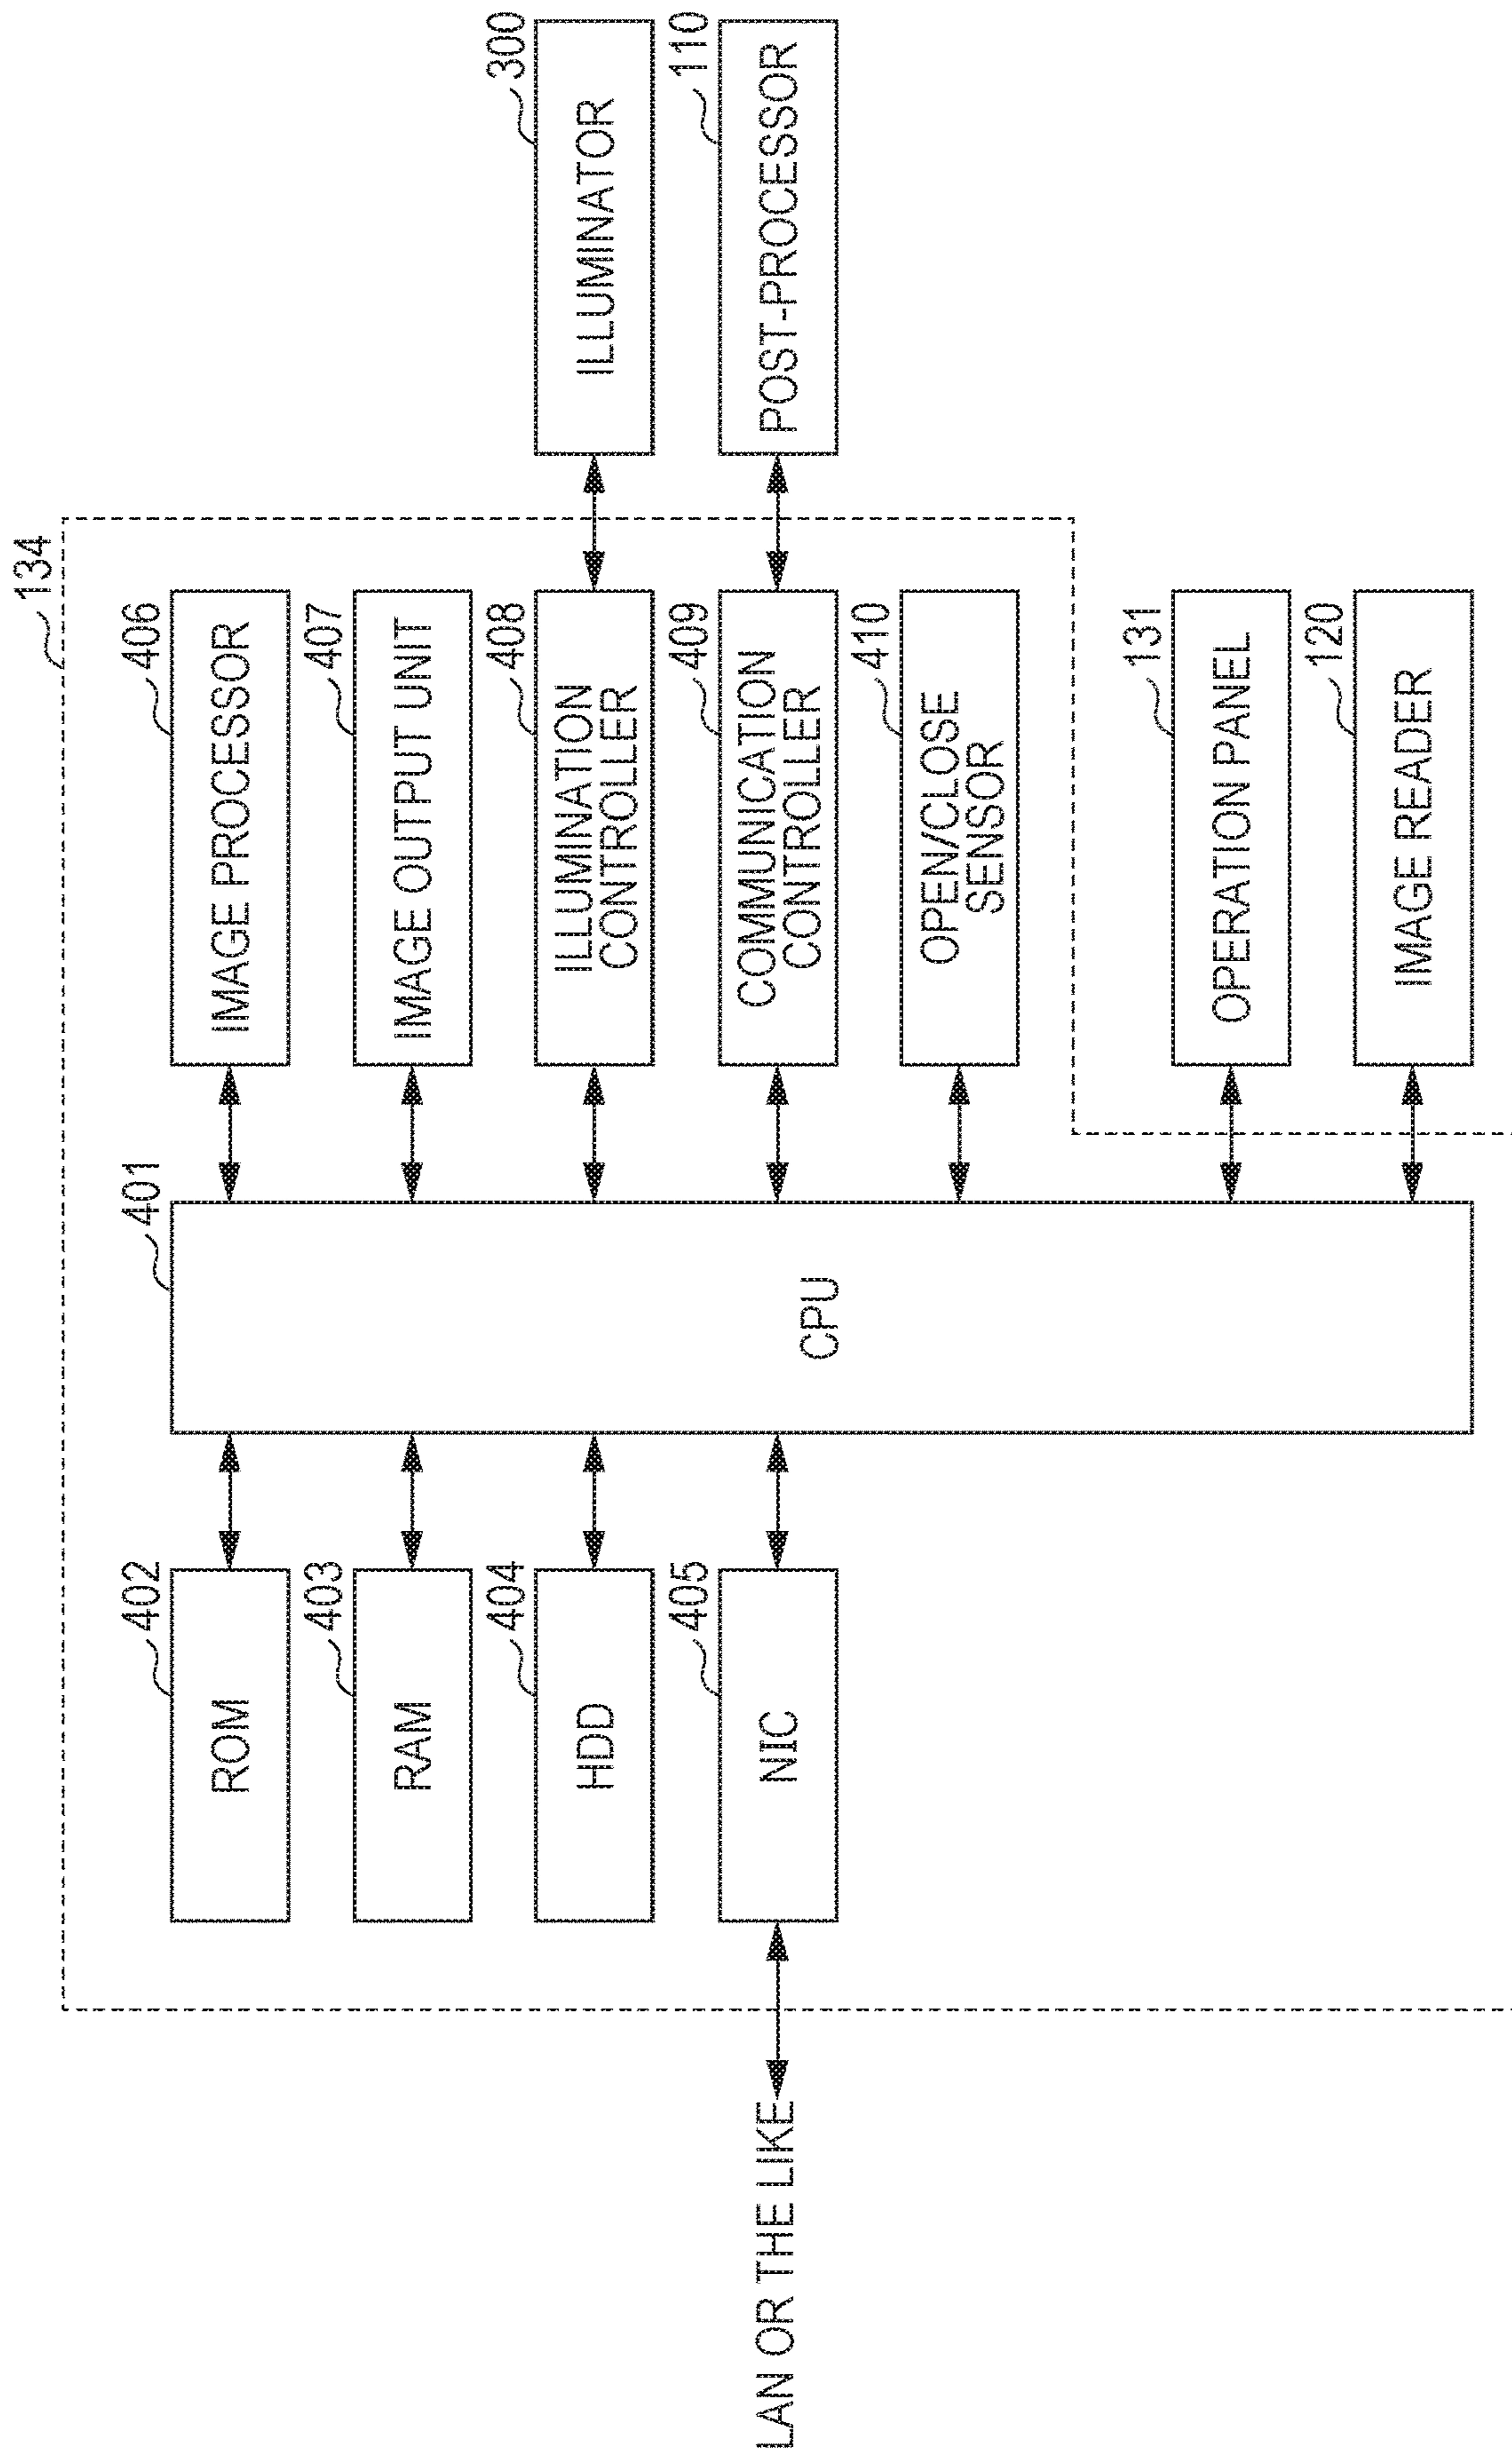 134
401
CPU
402
ROM
403
RAM
404
HDD
405
NIC
LAN OR THE LIKE
406
IMAGE PROCESSOR
407
IMAGE OUTPUT UNIT
408
ILLUMINATION
CONTROLLER
409
COMMUNICATION
CONTROLLER
410
OPEN/CLOSE
SENSOR
131
OPERATION PANEL
120
IMAGE READER
300
ILLUMINATOR
110
POST-PROCESSOR